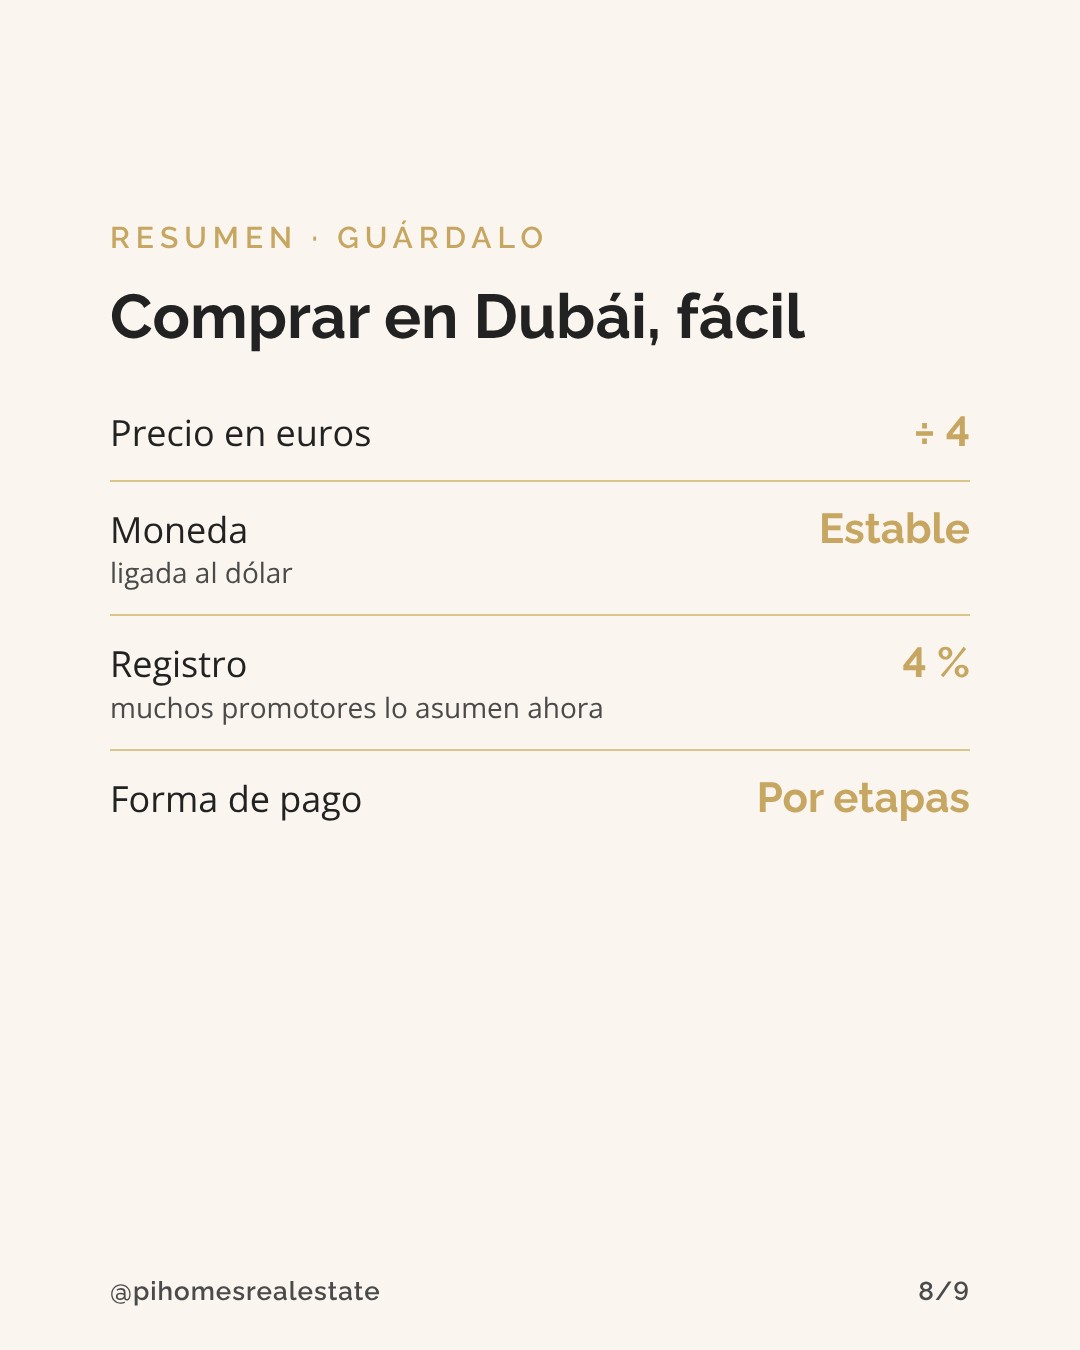 RESUMEN · GUÁRDALO
Comprar en Dubái, fácil
Precio en euros ÷ 4
Moneda Estable
ligada al dólar
Registro 4 %
muchos promotores lo asumen ahora
Forma de pago Por etapas
@pihomesrealestate 8/9